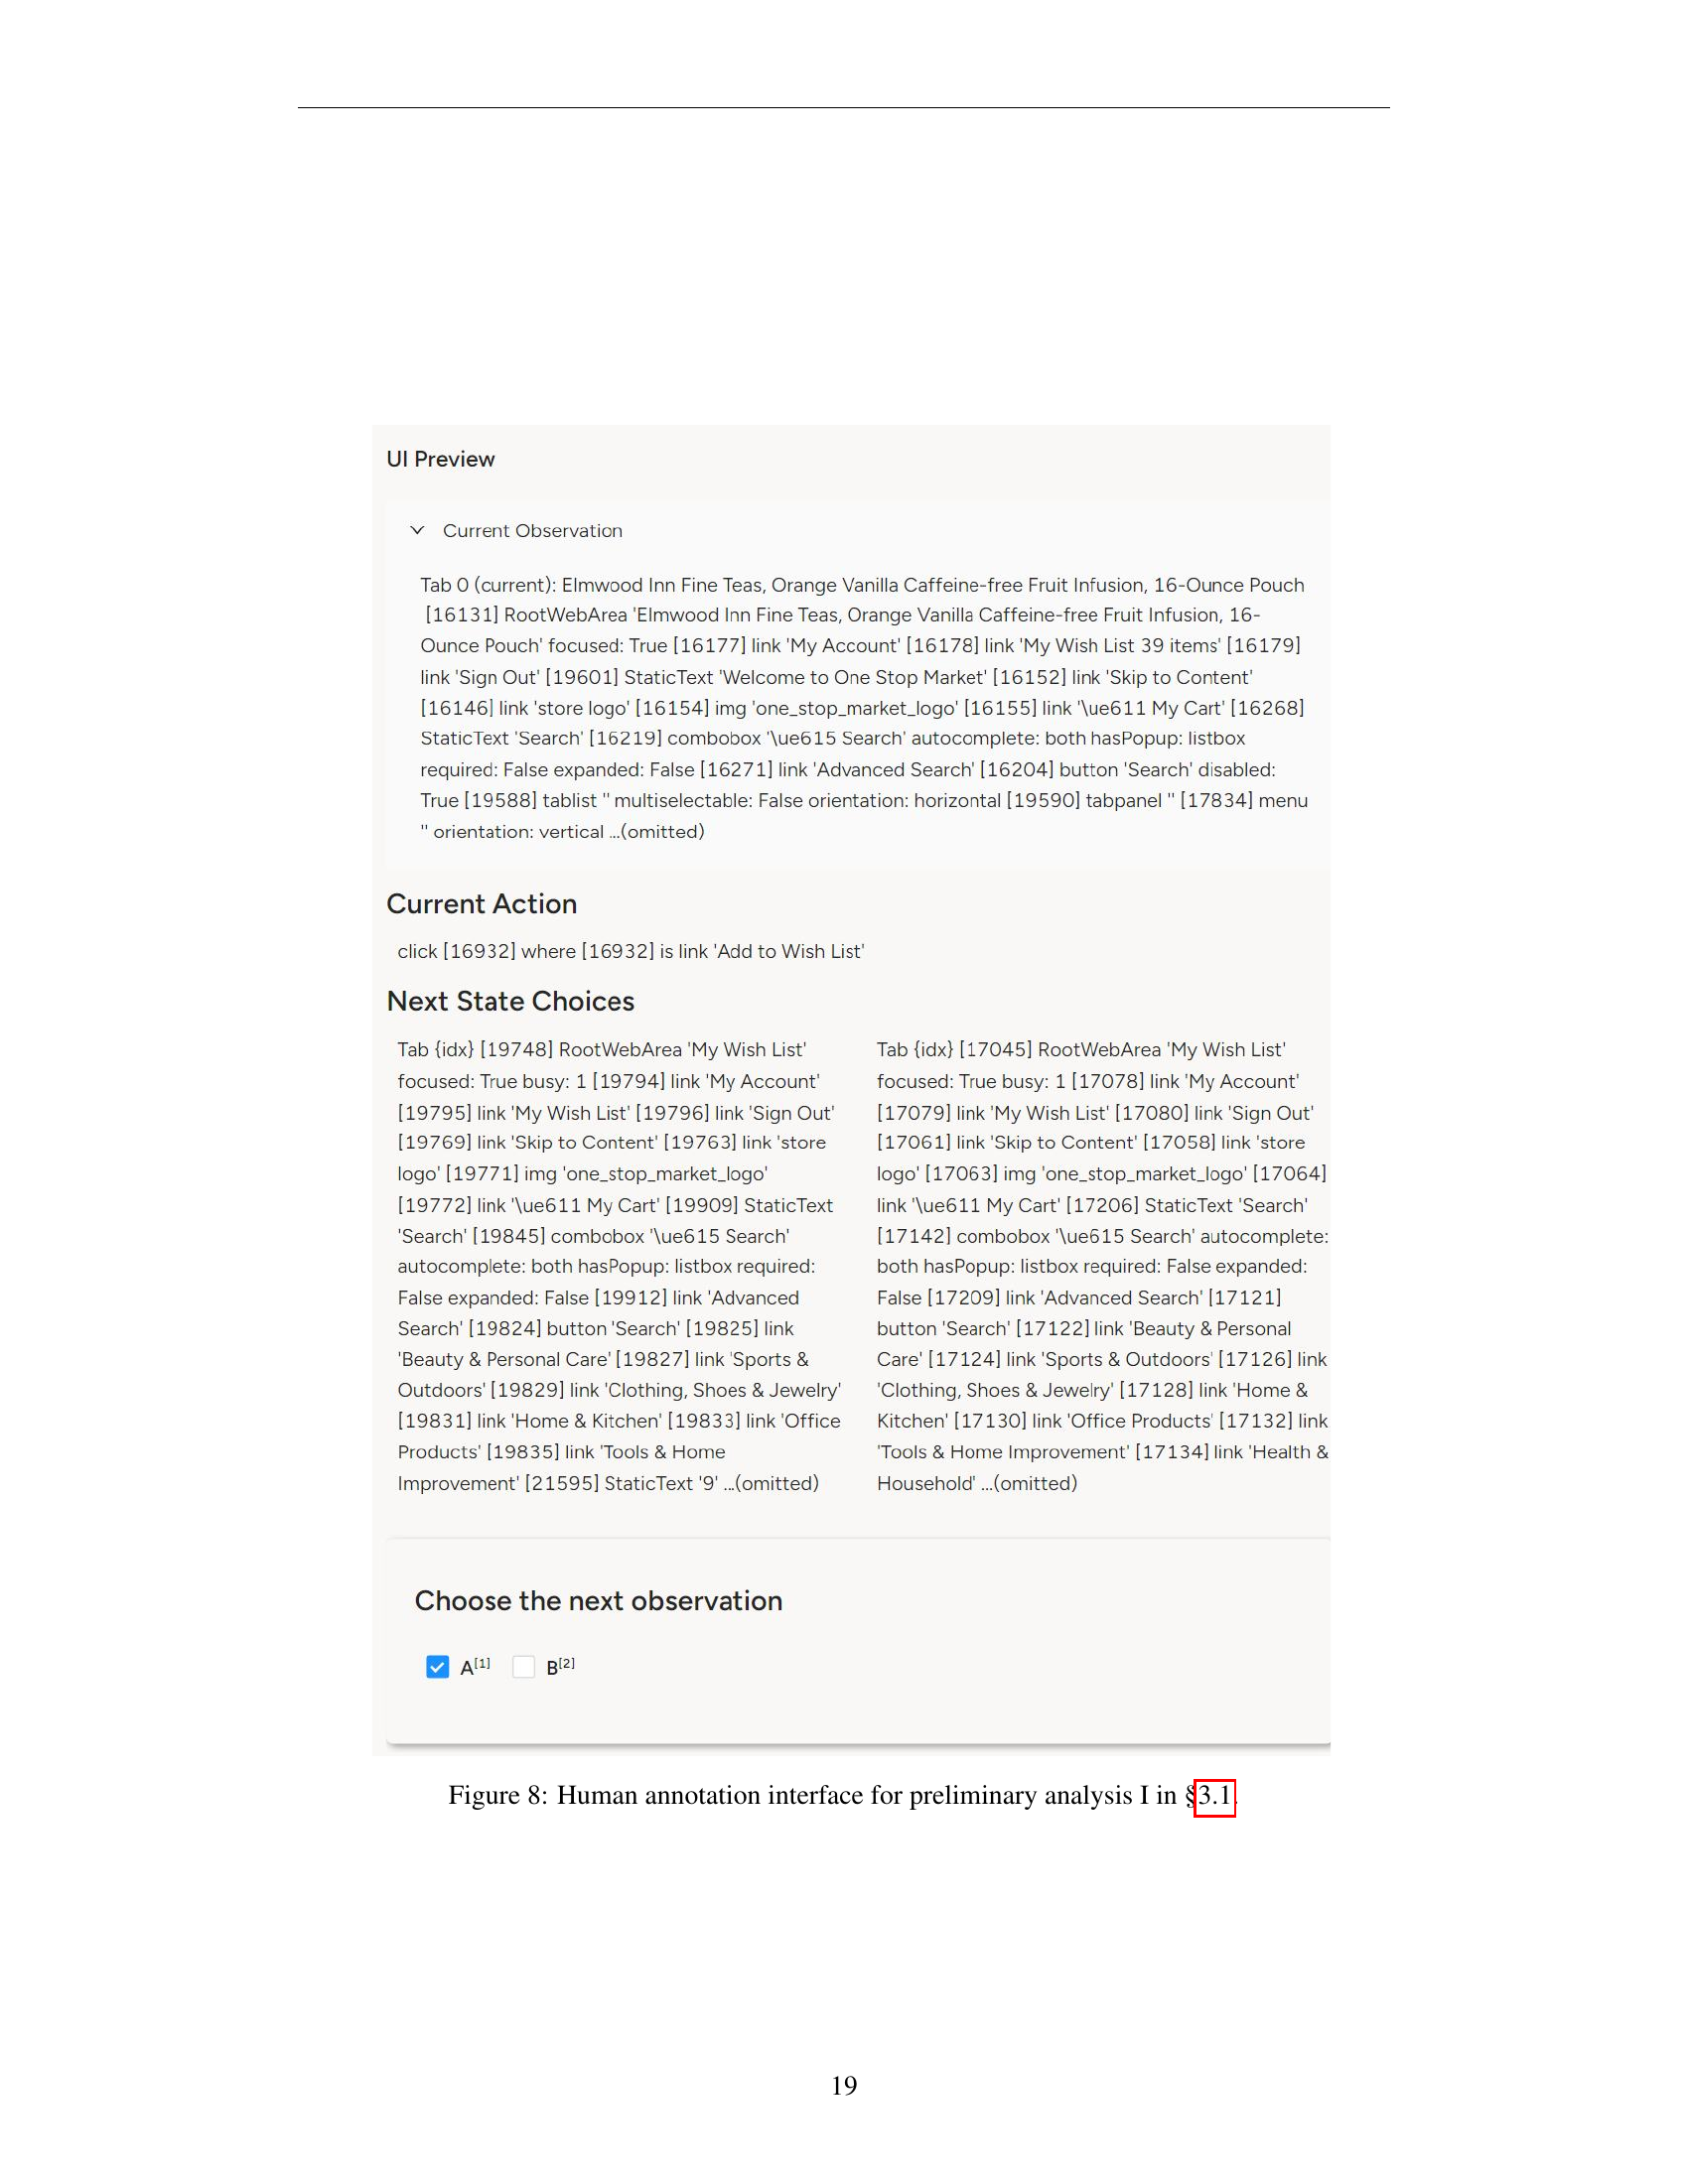 UI Preview
Current Observation
Tab 0 (current): Elmwood Inn Fine Teas, Orange Vanilla Caffeine-free Fruit Infusion, 16-Ounce Pouch
[16131] RootWebArea 'Elmwood Inn Fine Teas, Orange Vanilla Caffeine-free Fruit Infusion, 16-
Ounce Pouch' focused: True [16177] link 'My Account' [16178] link 'My Wish List 39 items' [16179]
link 'Sign Out' [19601] StaticText 'Welcome to One Stop Market' [16152] link 'Skip to Content'
[16146] link 'store logo' [16154] img 'one_stop_market_logo' [16155] link '\ue611 My Cart' [16268]
StaticText 'Search' [16219] combobox '\ue615 Search' autocomplete: both hasPopup: listbox
required: False expanded: False [16271] link 'Advanced Search' [16204] button 'Search' disabled:
True [19588] tablist '' multiselectable: False orientation: horizontal [19590] tabpanel '' [17834] menu
'' orientation: vertical ...(omitted)
Current Action
click [16932] where [16932] is link 'Add to Wish List'
Next State Choices
Tab {idx} [19748] RootWebArea 'My Wish List'
focused: True busy: 1 [19794] link 'My Account'
[19795] link 'My Wish List' [19796] link 'Sign Out'
[19769] link 'Skip to Content' [19763] link 'store
logo' [19771] img 'one_stop_market_logo'
[19772] link '\ue611 My Cart' [19909] StaticText
'Search' [19845] combobox '\ue615 Search'
autocomplete: both hasPopup: listbox required:
False expanded: False [19912] link 'Advanced
Search' [19824] button 'Search' [19825] link
'Beauty & Personal Care' [19827] link 'Sports &
Outdoors' [19829] link 'Clothing, Shoes & Jewelry'
[19831] link 'Home & Kitchen' [19833] link 'Office
Products' [19835] link 'Tools & Home
Improvement' [21595] StaticText '9' ...(omitted)
Tab {idx} [17045] RootWebArea 'My Wish List'
focused: True busy: 1 [17078] link 'My Account'
[17079] link 'My Wish List' [17080] link 'Sign Out'
[17061] link 'Skip to Content' [17058] link 'store
logo' [17063] img 'one_stop_market_logo' [17064]
link '\ue611 My Cart' [17206] StaticText 'Search'
[17142] combobox '\ue615 Search' autocomplete:
both hasPopup: listbox required: False expanded:
False [17209] link 'Advanced Search' [17121]
button 'Search' [17122] link 'Beauty & Personal
Care' [17124] link 'Sports & Outdoors' [17126] link
'Clothing, Shoes & Jewelry' [17128] link 'Home &
Kitchen' [17130] link 'Office Products' [17132] link
'Tools & Home Improvement' [17134] link 'Health &
Household' ...(omitted)
Choose the next observation
A[1] B[2]
Figure 8: Human annotation interface for preliminary analysis I in §3.1.
19